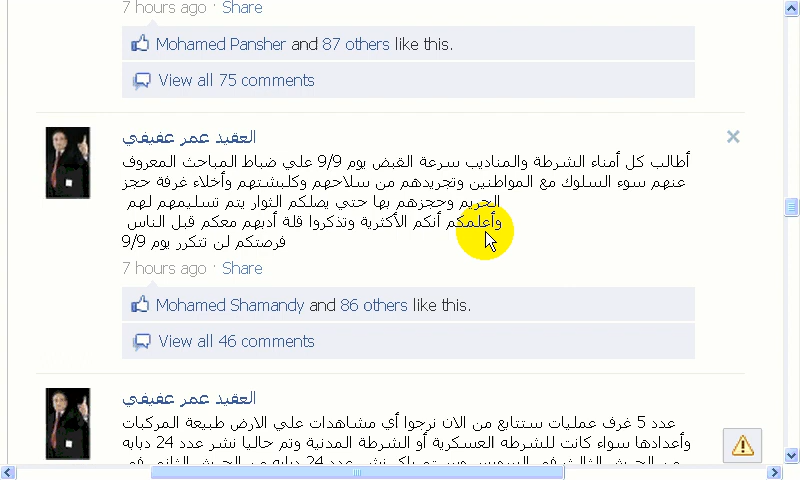 7 hours ago · Share
Mohamed Pansher and 87 others like this.
View all 75 comments
العقيد عمر عفيفي
أطالب كل أمناء الشرطة والمناديب سرعة القبض يوم 9/9 علي ضباط المباحث المعروف
عنهم سوء السلوك مع المواطنين وتجريدهم من سلاحهم وكلبشتهم وأخلاء غرفة حجز
الحريم وحجزهم بها حتي يصلكم الثوار يتم تسليمهم لهم
وأعلمكم أنكم الأكثرية وتذكروا قلة أدبهم معكم قبل الناس
فرصتكم لن تتكرر يوم 9/9
7 hours ago · Share
Mohamed Shamandy and 86 others like this.
View all 46 comments
العقيد عمر عفيفي
عدد 5 غرف عمليات ستتابع من الان نرجوا أي مشاهدات علي الارض طبيعة المركبات
وأعدادها سواء كانت للشرطه العسكرية أو الشرطة المدنية وتم حاليا نشر عدد 24 دبابه